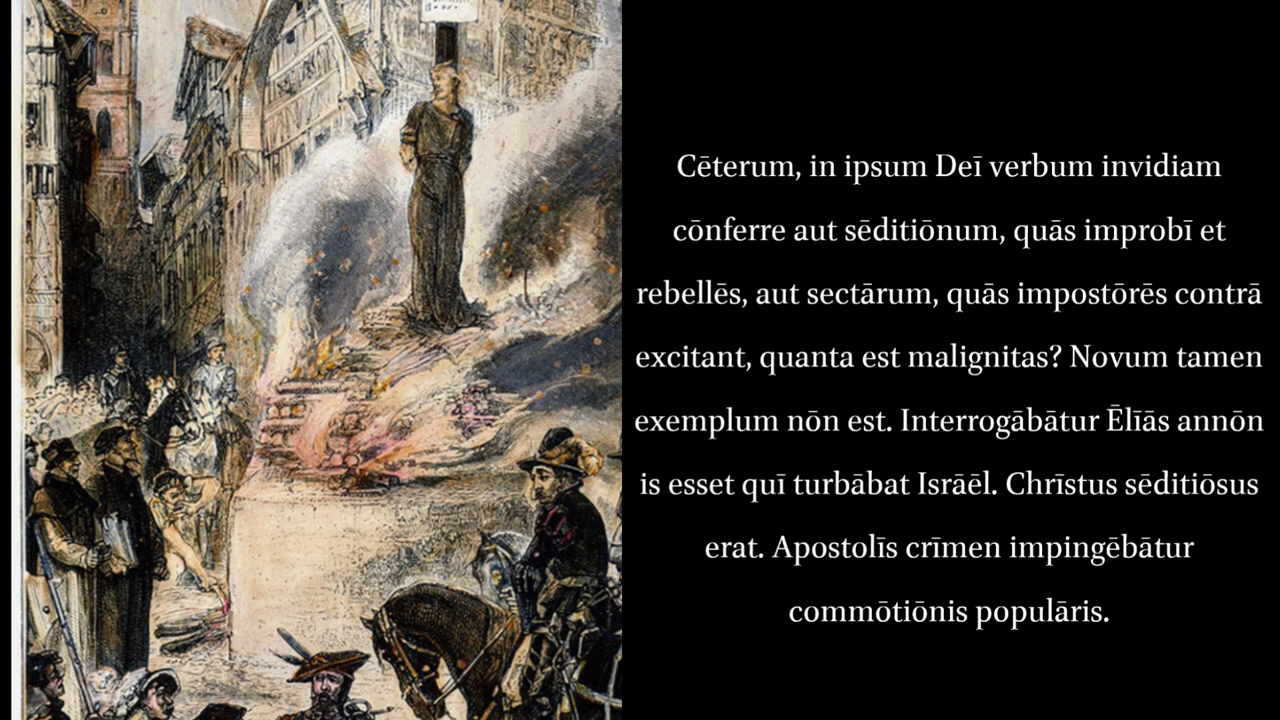 Cēterum, in ipsum Deī verbum invidiam
cōnferre aut sēditiōnum, quās improbī et
rebellēs, aut sectārum, quās impostōrēs contrā
excitant, quanta est malignitas? Novum tamen
exemplum nōn est. Interrogābātur Ēlīās annōn
is esset quī turbābat Isrāēl. Chrīstus sēditiōsus
erat. Apostolīs crīmen impingēbātur
commōtiōnis populāris.